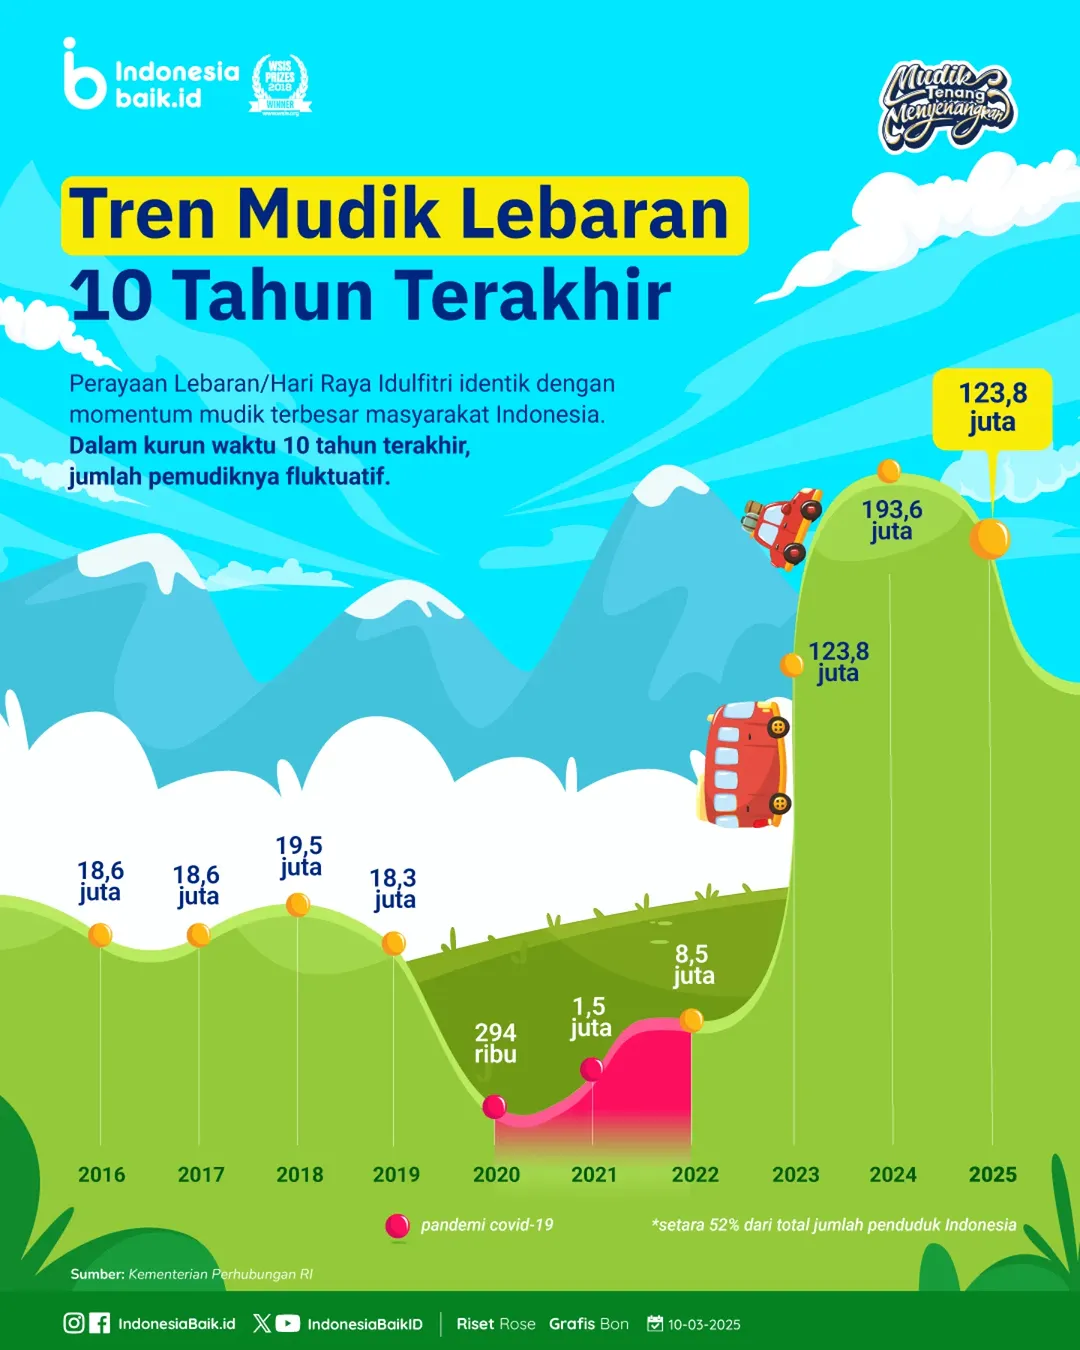 Indonesia
baik.id
WSIS
PRIZES
2018
WINNER
Mudik
Tenang
Menyenangkan
Tren Mudik Lebaran
10 Tahun Terakhir
Perayaan Lebaran/Hari Raya Idulfitri identik dengan
momentum mudik terbesar masyarakat Indonesia.
Dalam kurun waktu 10 tahun terakhir,
jumlah pemudiknya fluktuatif.
123,8
juta
193,6
juta
123,8
juta
18,6
juta
18,6
juta
19,5
juta
18,3
juta
294
ribu
1,5
juta
8,5
juta
2016 2017 2018 2019 2020 2021 2022 2023 2024 2025
pandemi covid-19
*setara 52% dari total jumlah penduduk Indonesia
Sumber: Kementerian Perhubungan RI
IndonesiaBaik.id IndonesiaBaikID Riset Rose Grafis Bon 10-03-2025